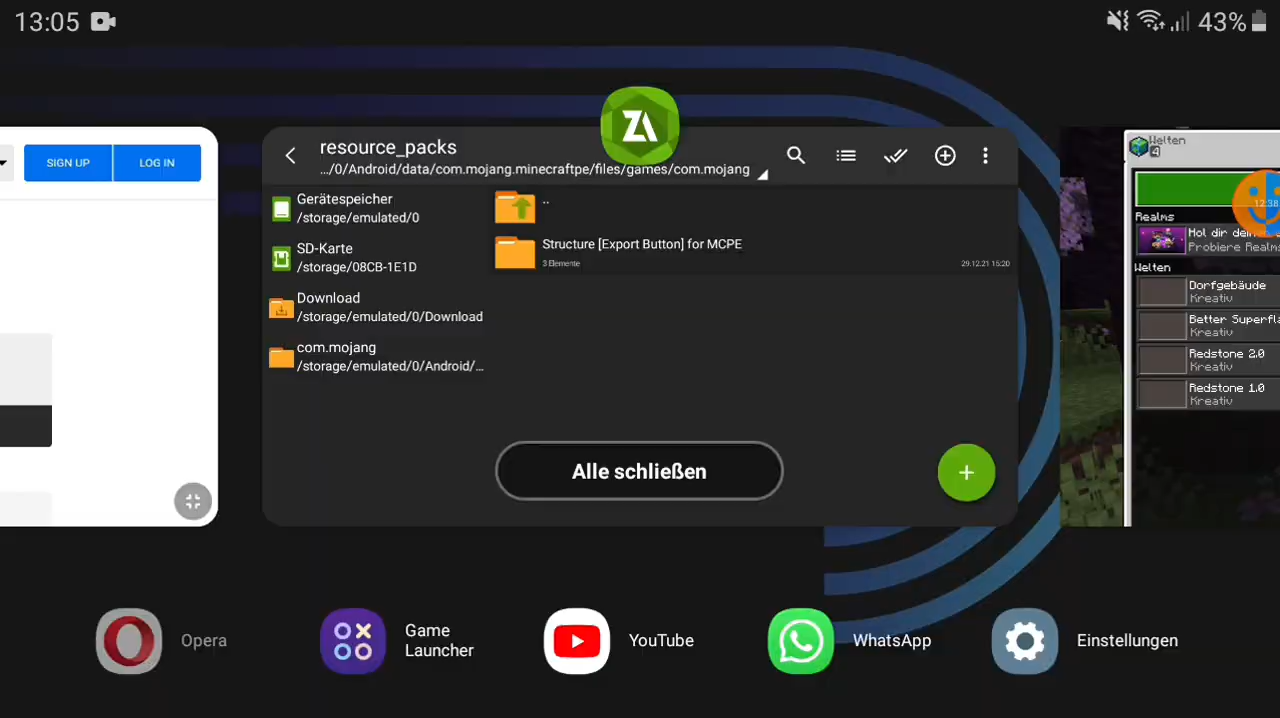 13:05
43%
SIGN UP
LOG IN
resource_packs
…/0/Android/data/com.mojang.minecraftpe/files/games/com.mojang
ZA
Gerätespeicher
/storage/emulated/0
SD-Karte
/storage/08CB-1E1D
Download
/storage/emulated/0/Download
com.mojang
/storage/emulated/0/Android/…
..
Structure [Export Button] for MCPE
3 Elemente
29.12.21 15:20
Alle schließen
Welten
4
12:38
Realms
Hol dir
Probiere Realms
Welten
Dorfgebäude
Kreativ
Better Superfla
Kreativ
Redstone 2.0
Kreativ
Redstone 1.0
Kreativ
Opera
Game
Launcher
YouTube
WhatsApp
Einstellungen